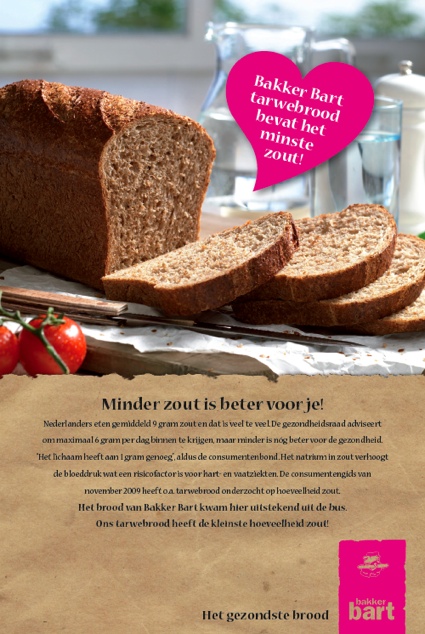 Bakker Bart
tarwebrood
bevat het
minste
zout!
Minder zout is beter voor je!
Nederlanders eten gemiddeld 9 gram zout en dat is veel te veel. De gezondheidsraad adviseert
om maximaal 6 gram per dag binnen te krijgen, maar minder is nóg beter voor de gezondheid.
'Het lichaam heeft aan 1 gram genoeg', aldus de consumentenbond. Het natrium in zout verhoogt
de bloeddruk wat een risicofactor is voor hart- en vaatziekten. De consumentengids van
november 2009 heeft o.a. tarwebrood onderzocht op hoeveelheid zout.
Het brood van Bakker Bart kwam hier uitstekend uit de bus.
Ons tarwebrood heeft de kleinste hoeveelheid zout!
Het gezondste brood
bakker
bart